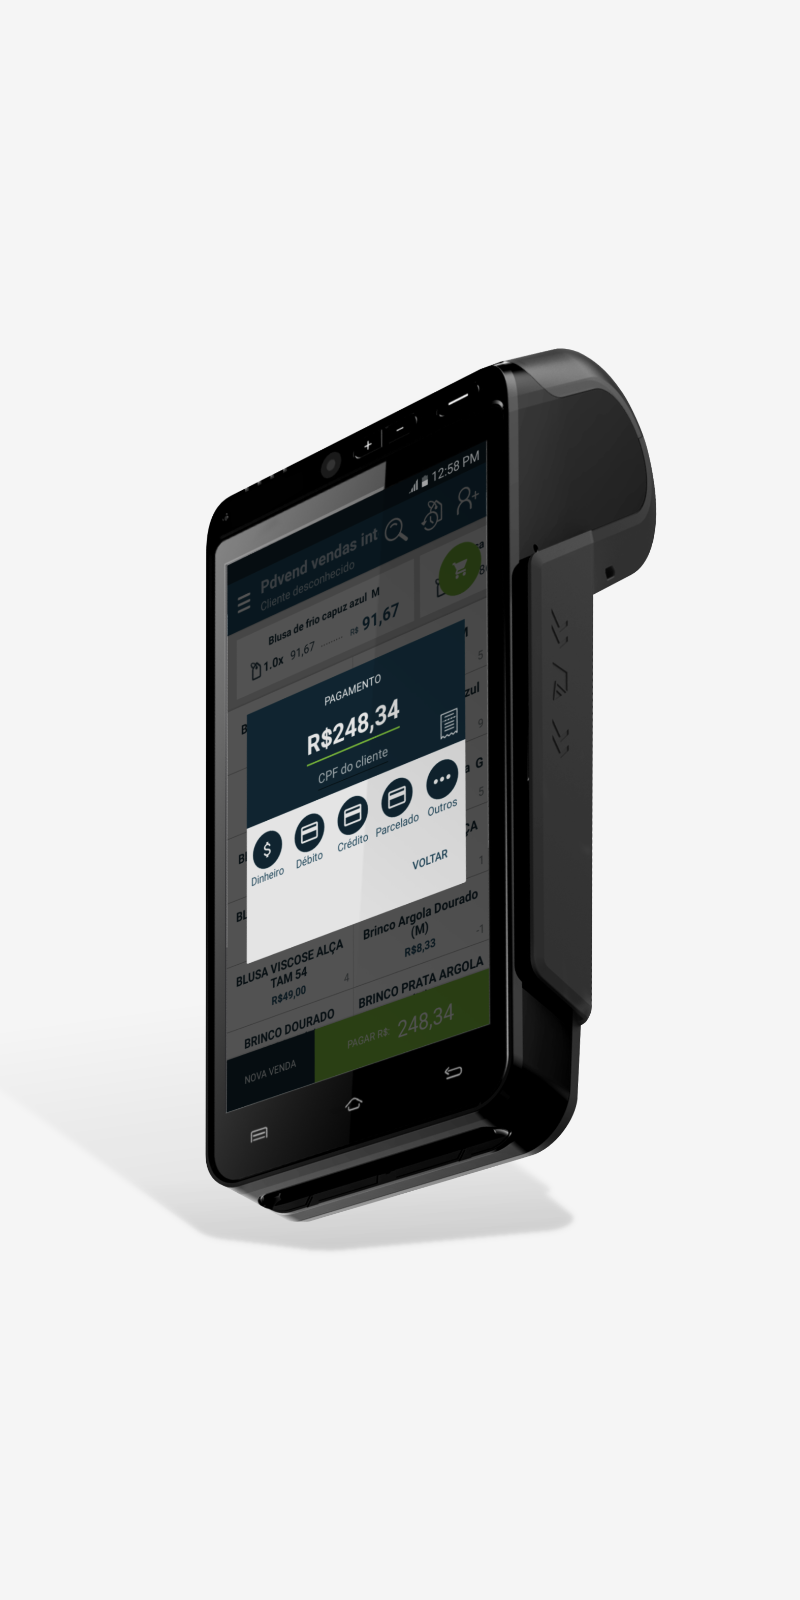 12:58 PM
Pdvend vendas int
Cliente desconhecido
Blusa de frio capuz azul M
1.0x 91,67 R$ 91,67
PAGAMENTO
R$248,34
CPF do cliente
Dinheiro Débito Crédito Parcelado Outros
VOLTAR
BLUSA VISCOSE ALÇA
TAM 54
R$49,00 4
Brinco Argola Dourado
(M)
R$8,33 -1
BRINCO DOURADO
BRINCO PRATA ARGOLA
NOVA VENDA
PAGAR R$ 248,34